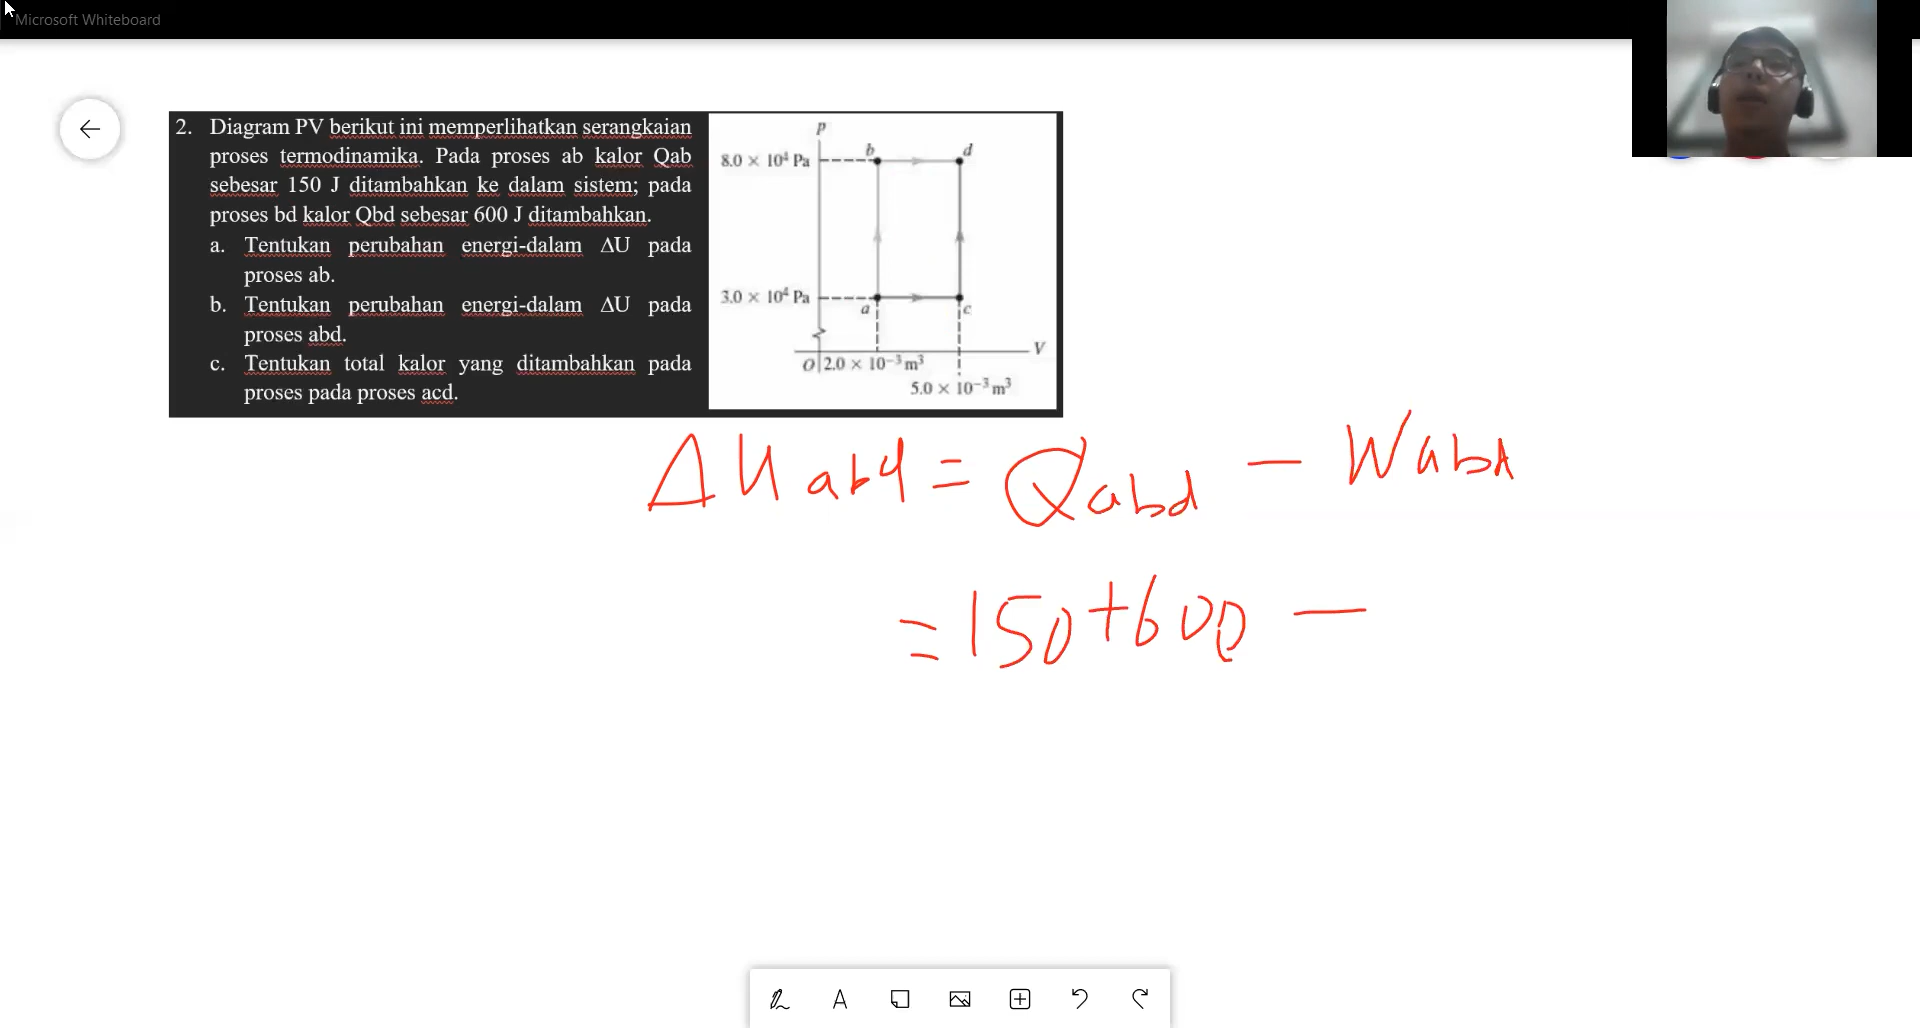 Microsoft Whiteboard
2. Diagram PV berikut ini memperlihatkan serangkaian
proses termodinamika. Pada proses ab kalor Qab
sebesar 150 J ditambahkan ke dalam sistem; pada
proses bd kalor Qbd sebesar 600 J ditambahkan.
a. Tentukan perubahan energi-dalam ΔU pada
proses ab.
b. Tentukan perubahan energi-dalam ΔU pada
proses abd.
c. Tentukan total kalor yang ditambahkan pada
proses pada proses acd.
p
b d
8.0 × 10⁴ Pa
3.0 × 10⁴ Pa
a c
V
O 2.0 × 10⁻³ m³
5.0 × 10⁻³ m³
ΔU abd = Qabd − Wabd
= 150 + 600 −
A